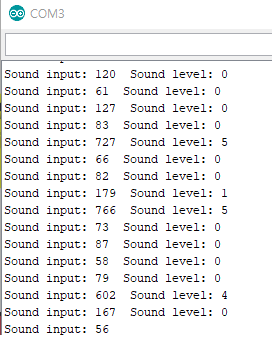 COM3
Sound input: 120  Sound level: 0
Sound input: 61  Sound level: 0
Sound input: 127  Sound level: 0
Sound input: 83  Sound level: 0
Sound input: 727  Sound level: 5
Sound input: 66  Sound level: 0
Sound input: 82  Sound level: 0
Sound input: 179  Sound level: 1
Sound input: 766  Sound level: 5
Sound input: 73  Sound level: 0
Sound input: 87  Sound level: 0
Sound input: 58  Sound level: 0
Sound input: 79  Sound level: 0
Sound input: 602  Sound level: 4
Sound input: 167  Sound level: 0
Sound input: 56